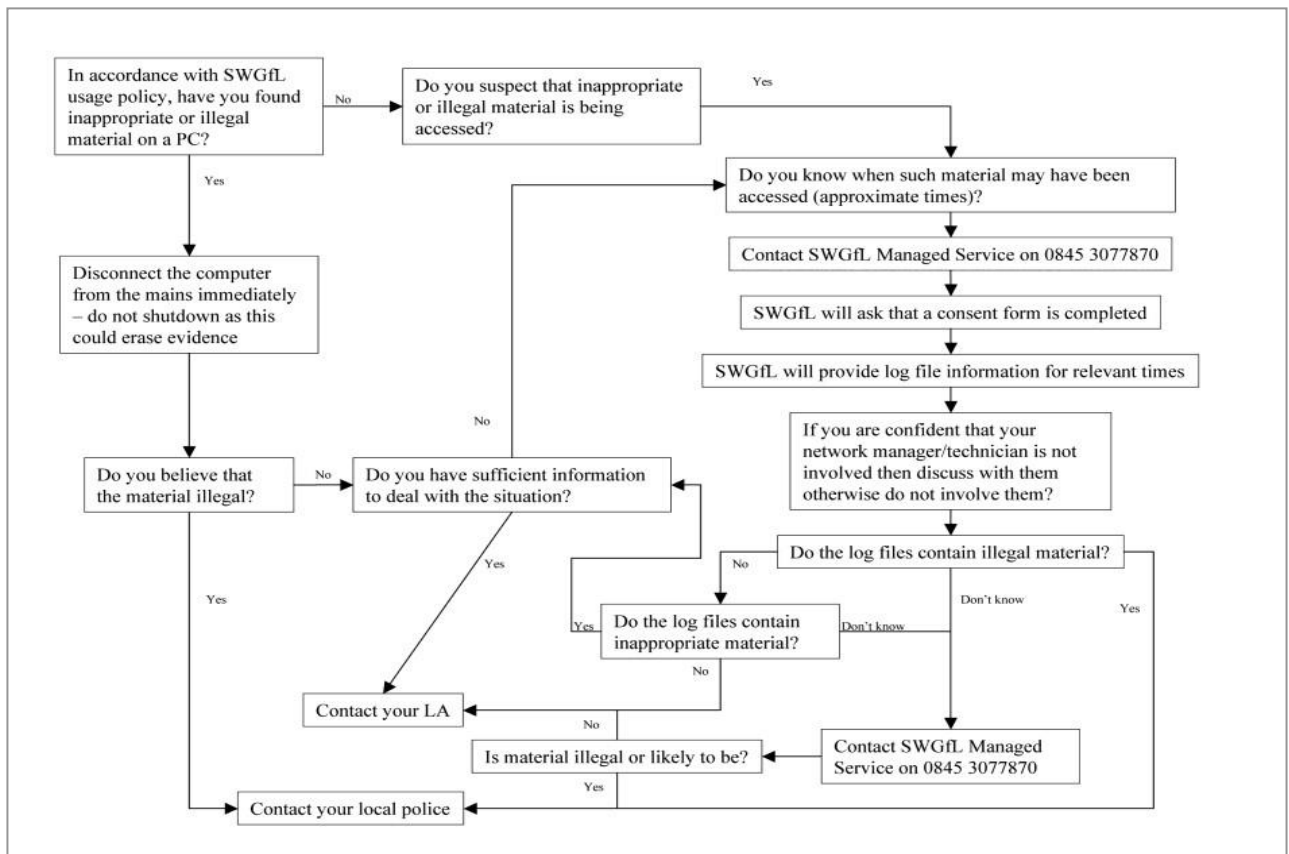 In accordance with SWGfL
usage policy, have you found
inappropriate or illegal
material on a PC?
No
Do you suspect that inappropriate
or illegal material is being
accessed?
Yes
Yes
Do you know when such material may have been
accessed (approximate times)?
Contact SWGfL Managed Service on 0845 3077870
Disconnect the computer
from the mains immediately
– do not shutdown as this
could erase evidence
SWGfL will ask that a consent form is completed
SWGfL will provide log file information for relevant times
No
If you are confident that your
network manager/technician is not
involved then discuss with them
otherwise do not involve them?
Do you believe that
the material illegal?
No
Do you have sufficient information
to deal with the situation?
Do the log files contain illegal material?
Yes
No
Don't know
Yes
Yes
Do the log files contain
inappropriate material?
Yes
Don't know
No
Contact your LA
No
Is material illegal or likely to be?
Contact SWGfL Managed
Service on 0845 3077870
Yes
Contact your local police